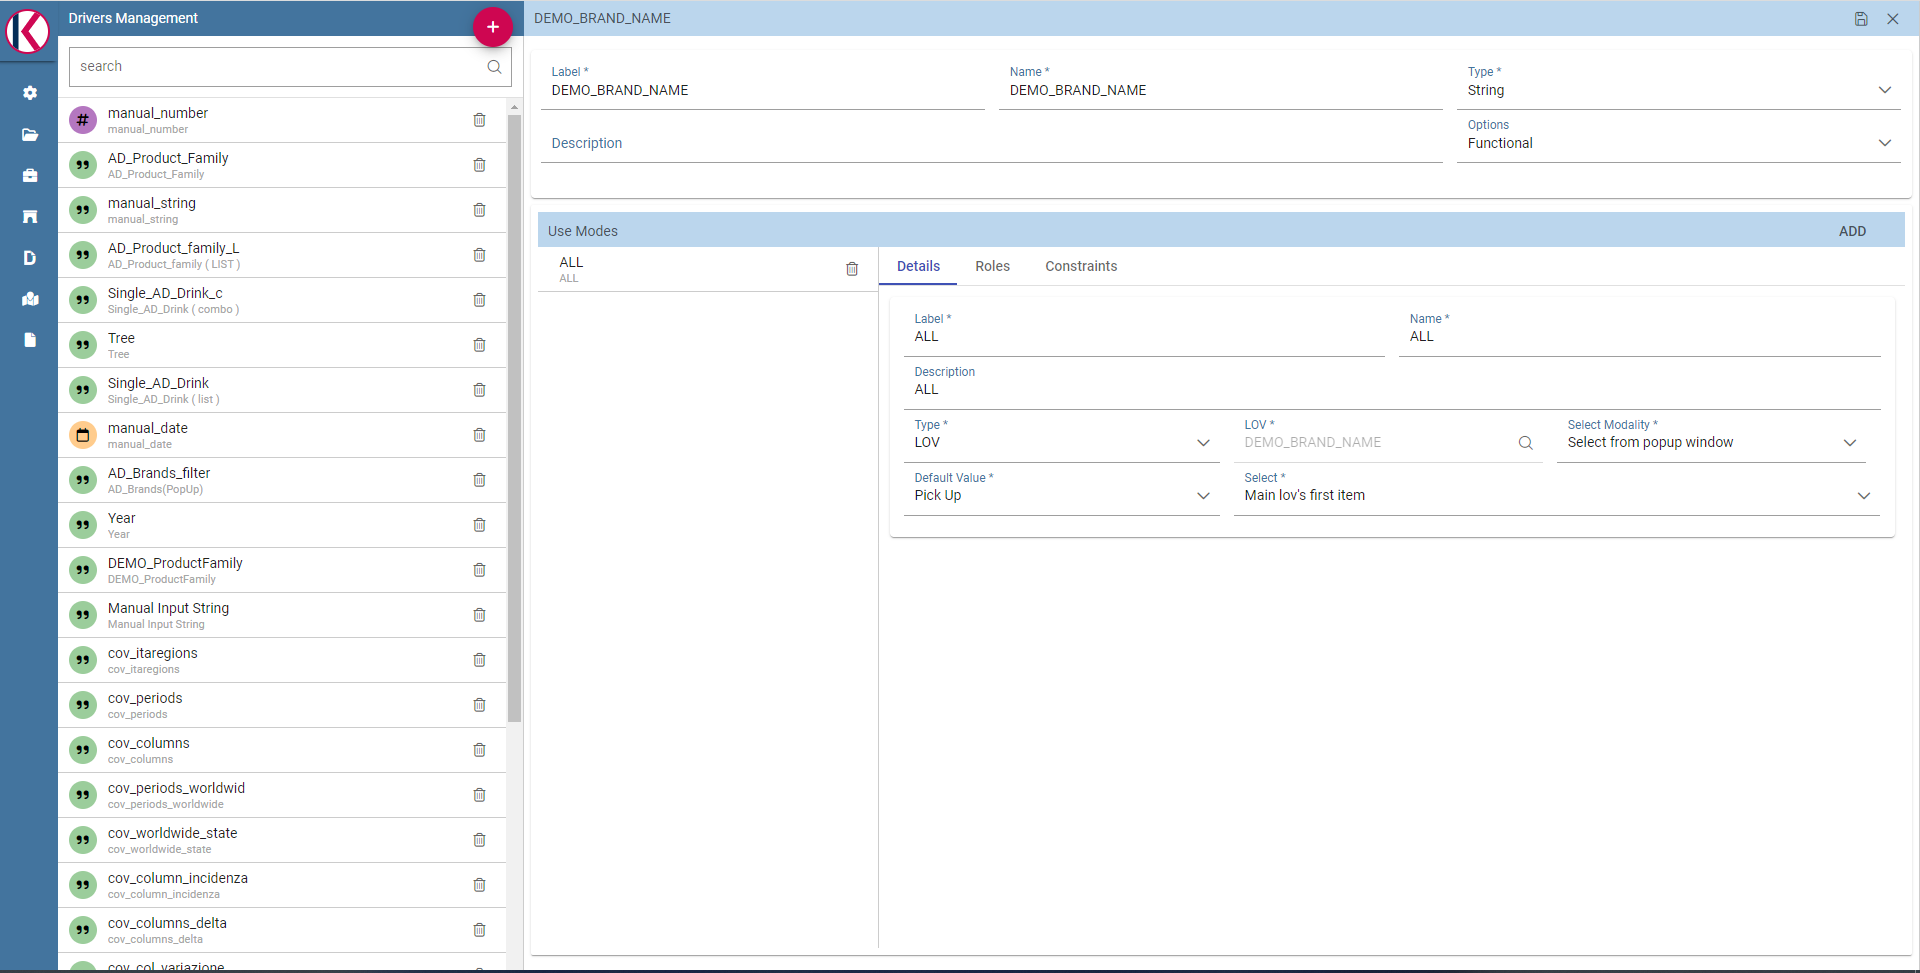 Drivers Management
+
search
manual_number
manual_number
AD_Product_Family
AD_Product_Family
manual_string
manual_string
AD_Product_family_L
AD_Product_family ( LIST )
Single_AD_Drink_c
Single_AD_Drink ( combo )
Tree
Tree
Single_AD_Drink
Single_AD_Drink ( list )
manual_date
manual_date
AD_Brands_filter
AD_Brands(PopUp)
Year
Year
DEMO_ProductFamily
DEMO_ProductFamily
Manual Input String
Manual Input String
cov_itaregions
cov_itaregions
cov_periods
cov_periods
cov_columns
cov_columns
cov_periods_worldwid
cov_periods_worldwide
cov_worldwide_state
cov_worldwide_state
cov_column_incidenza
cov_column_incidenza
cov_columns_delta
cov_columns_delta
cov_col_variazione
DEMO_BRAND_NAME
Label *
DEMO_BRAND_NAME
Name *
DEMO_BRAND_NAME
Type *
String
Description
Options
Functional
Use Modes
ADD
ALL
ALL
Details
Roles
Constraints
Label *
ALL
Name *
ALL
Description
ALL
Type *
LOV
LOV *
DEMO_BRAND_NAME
Select Modality *
Select from popup window
Default Value *
Pick Up
Select *
Main lov's first item